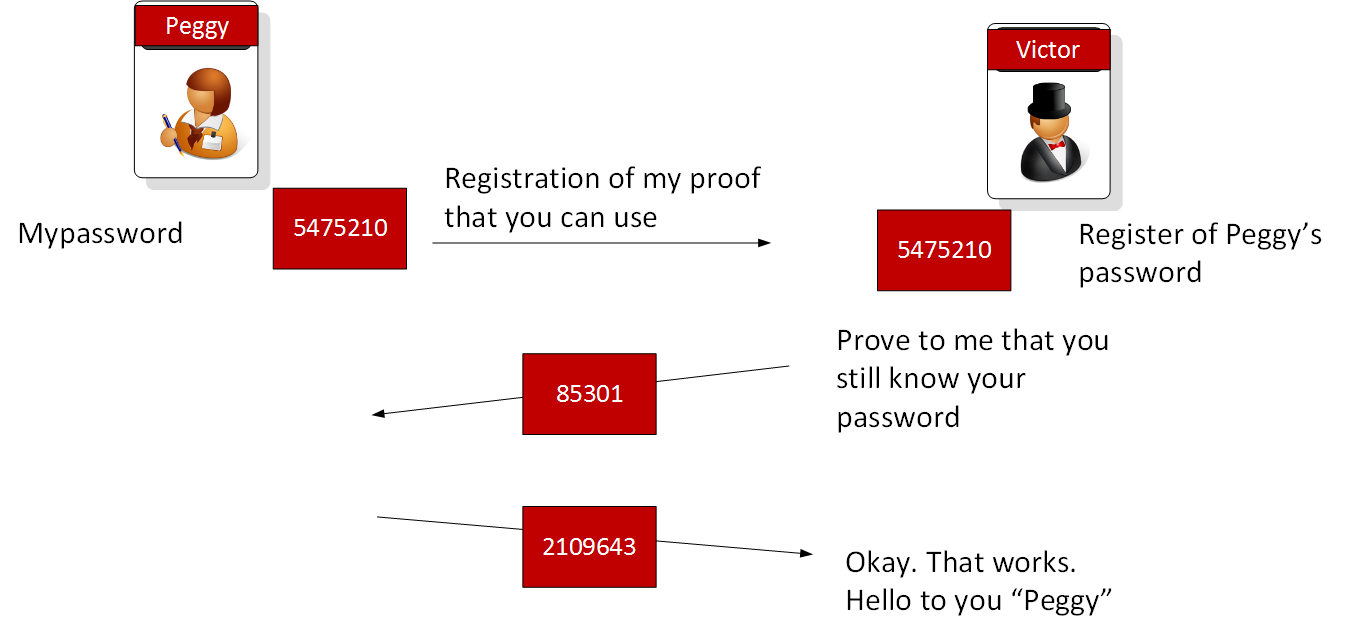 Peggy
Victor
Mypassword
5475210
Registration of my proof
that you can use
5475210
Register of Peggy’s
password
85301
Prove to me that you
still know your
password
2109643
Okay. That works.
Hello to you “Peggy”